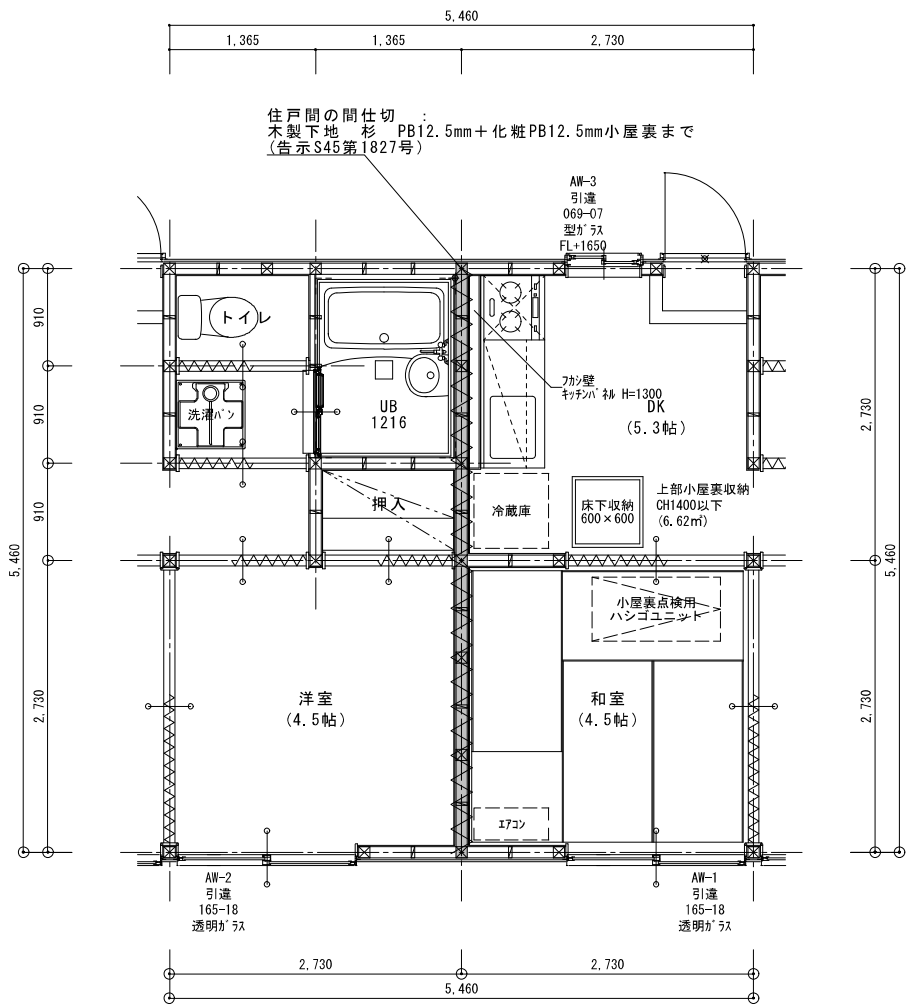 5,460
1,365
1,365
2,730
住戸間の間仕切 :
木製下地 杉 PB12.5mm+化粧PB12.5mm小屋裏まで
(告示S45第1827号)
AW-3
引違
069-07
型ガラス
FL+1650
910
910
910
2,730
5,460
トイレ
洗濯パン
UB
1216
押入
フカシ壁
キッチンパネル H=1300
DK
(5.3帖)
冷蔵庫
床下収納
600×600
上部小屋裏収納
CH1400以下
(6.62㎡)
2,730
2,730
5,460
小屋裏点検用
ハシゴユニット
洋室
(4.5帖)
和室
(4.5帖)
エアコン
AW-2
引違
165-18
透明ガラス
AW-1
引違
165-18
透明ガラス
2,730
2,730
5,460